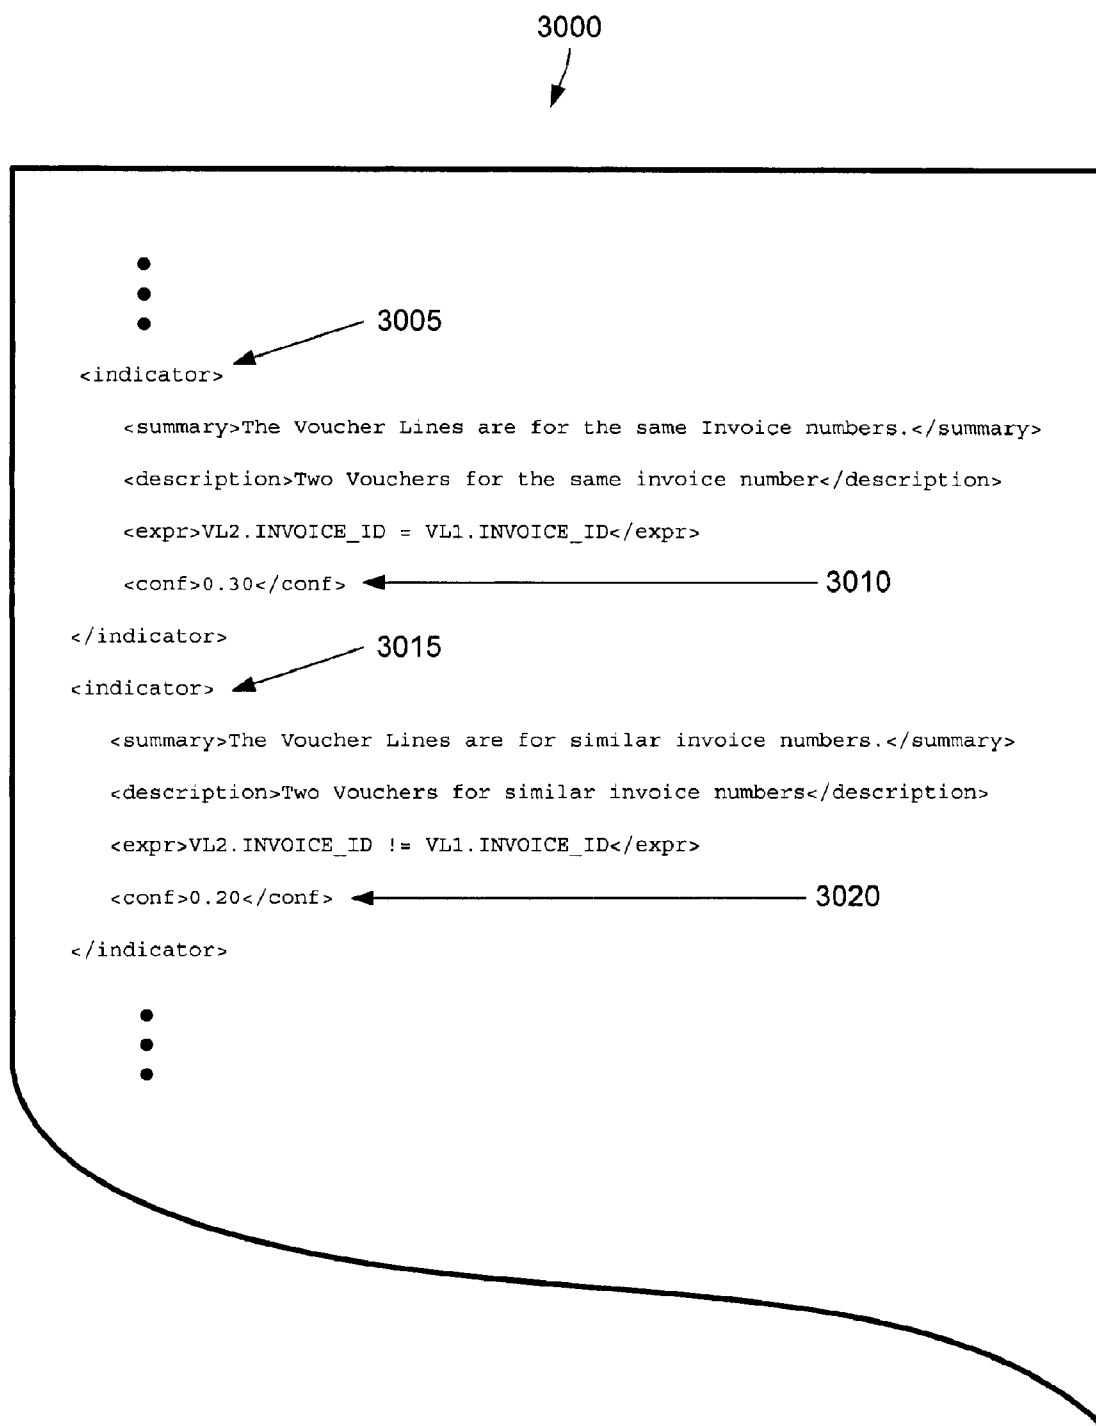 3000
3005
<indicator>
<summary>The Voucher Lines are for the same Invoice numbers.</summary>
<description>Two Vouchers for the same invoice number</description>
<expr>VL2.INVOICE_ID = VL1.INVOICE_ID</expr>
<conf>0.30</conf> 3010
</indicator>
3015
<indicator>
<summary>The Voucher Lines are for similar invoice numbers.</summary>
<description>Two Vouchers for similar invoice numbers</description>
<expr>VL2.INVOICE_ID != VL1.INVOICE_ID</expr>
<conf>0.20</conf> 3020
</indicator>